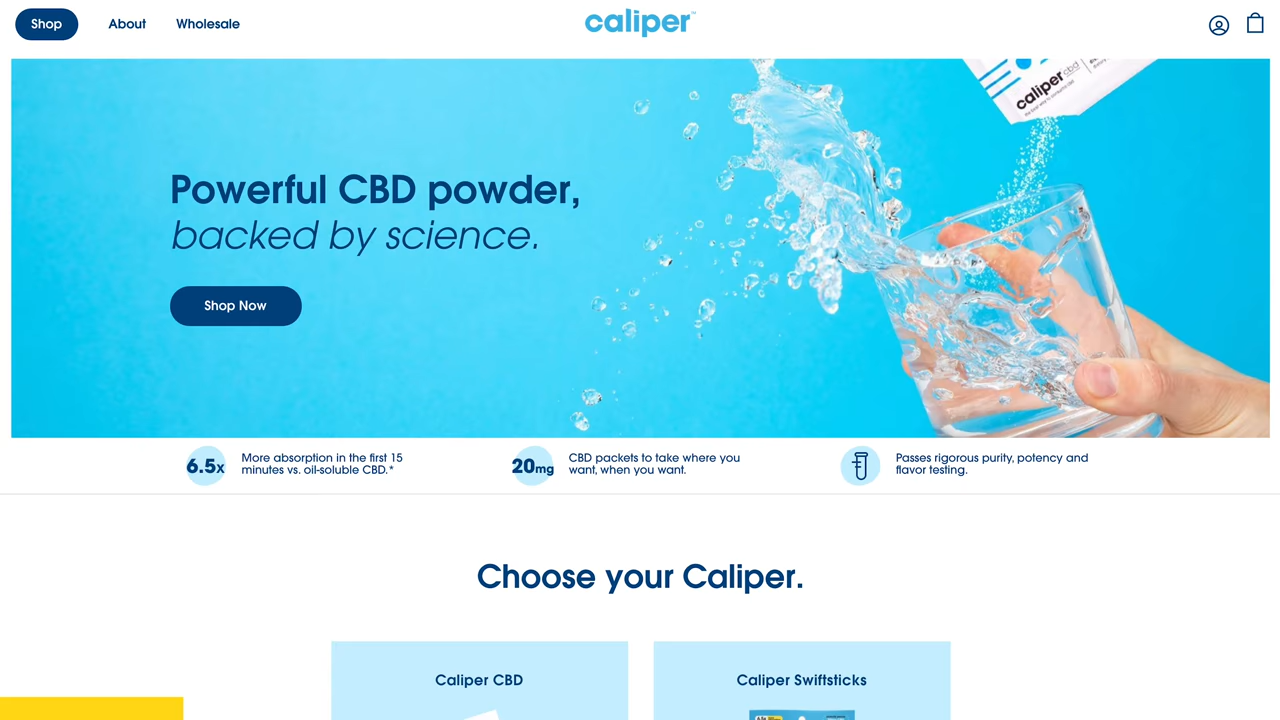 Shop
About
Wholesale
caliper™
caliper cbd
Powerful CBD powder,
backed by science.
Shop Now
6.5x
More absorption in the first 15
minutes vs. oil-soluble CBD.*
20mg
CBD packets to take where you
want, when you want.
Passes rigorous purity, potency and
flavor testing.
Choose your Caliper.
Caliper CBD
Caliper Swiftsticks